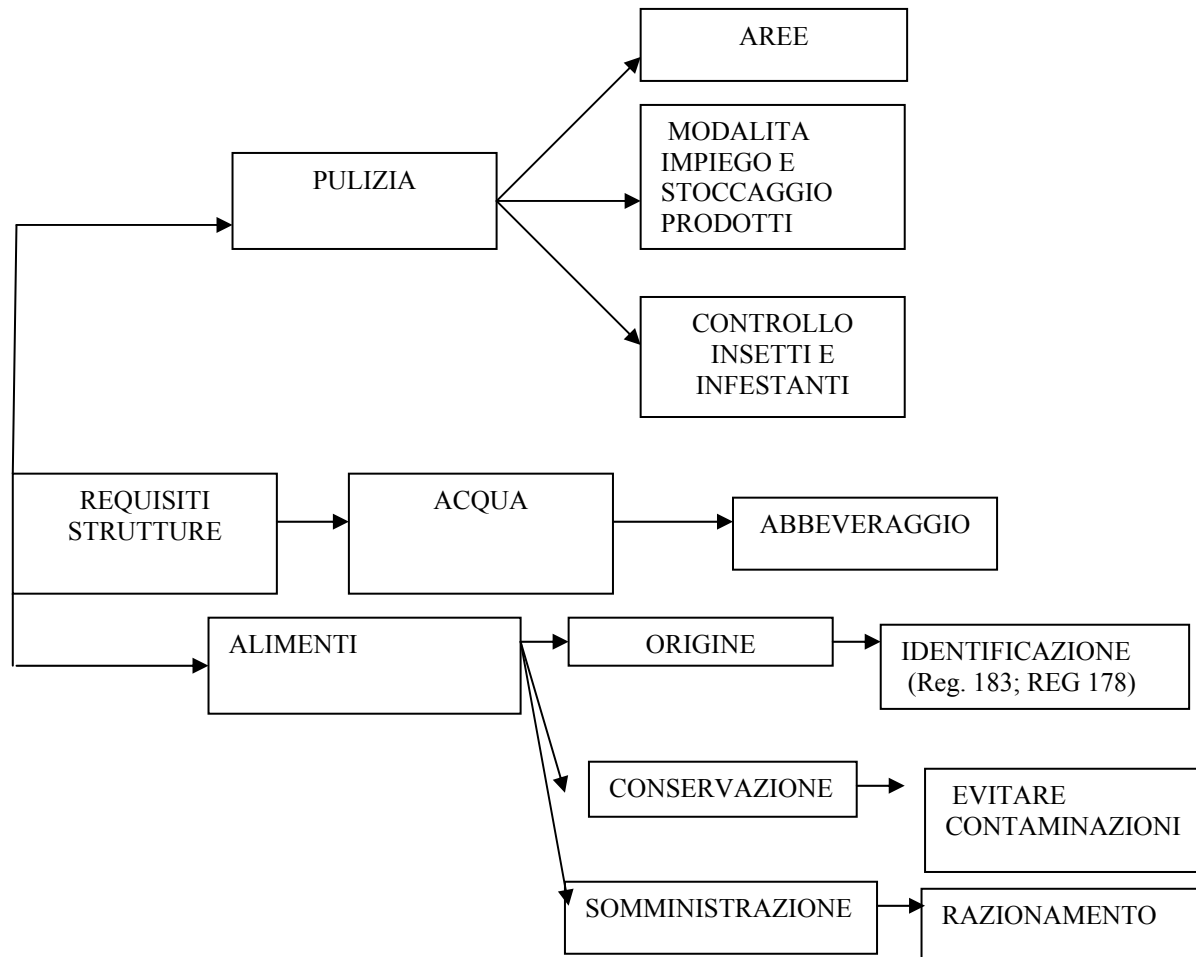 AREE
MODALITA
IMPIEGO E
STOCCAGGIO
PRODOTTI
PULIZIA
CONTROLLO
INSETTI E
INFESTANTI
REQUISITI
STRUTTURE
ACQUA
ABBEVERAGGIO
ALIMENTI
ORIGINE
IDENTIFICAZIONE
(Reg. 183; REG 178)
CONSERVAZIONE
EVITARE
CONTAMINAZIONI
SOMMINISTRAZIONE
RAZIONAMENTO